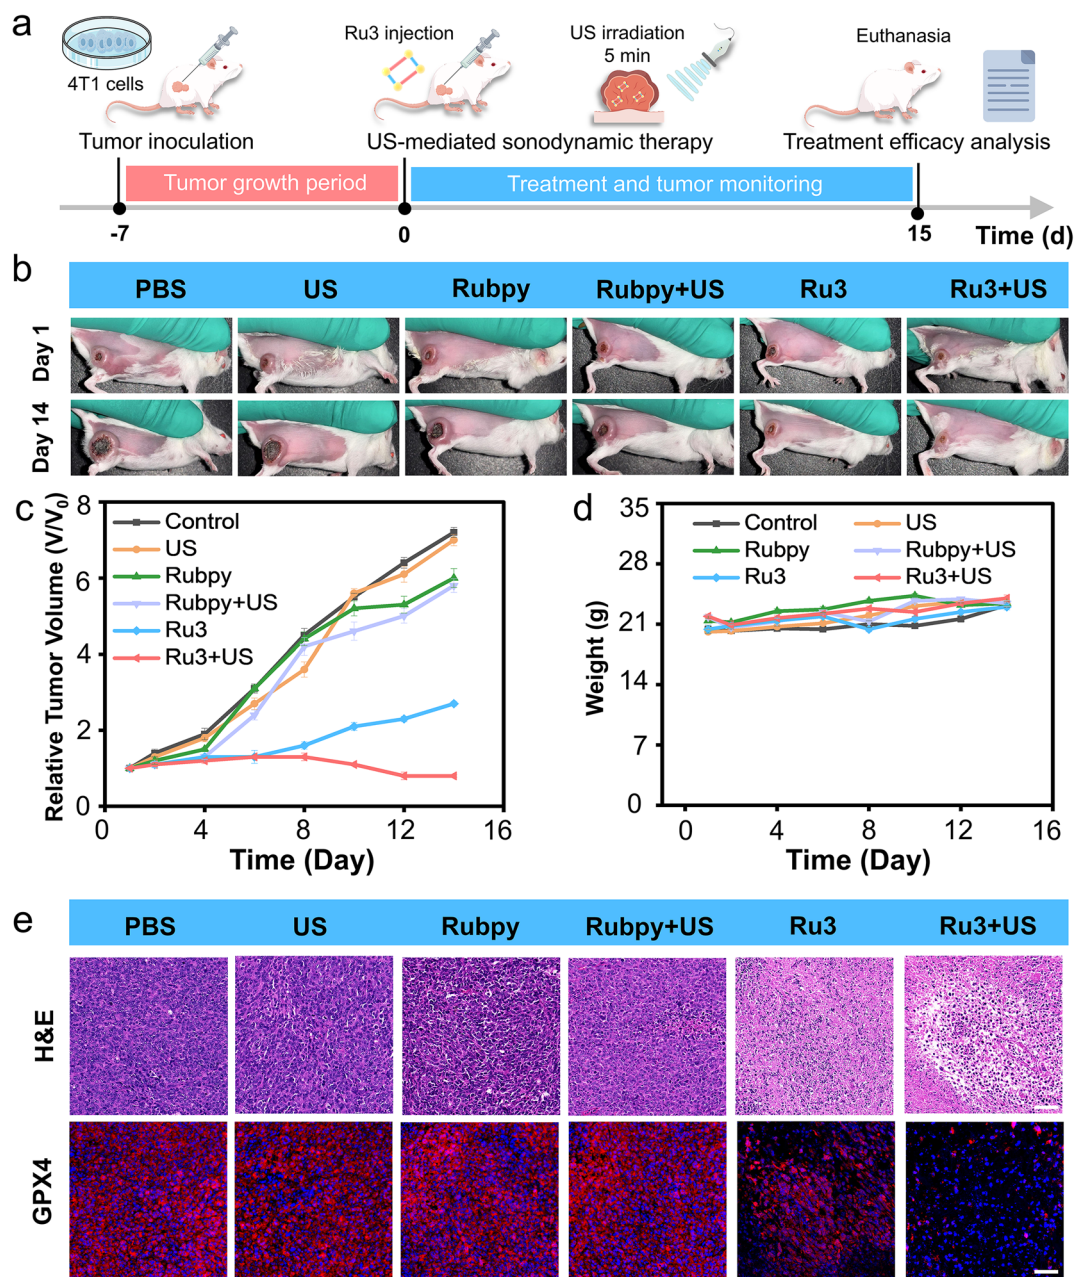 a
4T1 cells
Ru3 injection
US irradiation
5 min
Euthanasia
Tumor inoculation
US-mediated sonodynamic therapy
Treatment efficacy analysis
Tumor growth period
Treatment and tumor monitoring
-7
0
15
Time (d)
b
PBS
US
Rubpy
Rubpy+US
Ru3
Ru3+US
Day 1
Day 14
c
Relative Tumor Volume (V/V₀)
8
6
4
2
0
Control
US
Rubpy
Rubpy+US
Ru3
Ru3+US
0
4
8
12
16
Time (Day)
d
Weight (g)
35
28
21
14
7
0
Control
US
Rubpy
Rubpy+US
Ru3
Ru3+US
0
4
8
12
16
Time (Day)
e
PBS
US
Rubpy
Rubpy+US
Ru3
Ru3+US
H&E
GPX4